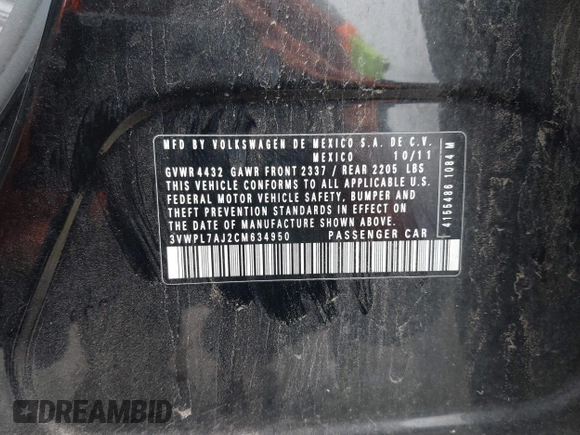 MFD BY VOLKSWAGEN DE MEXICO S.A. DE C.V.
MEXICO 10/11
GVWR 4432 GAWR FRONT 2337 / REAR 2205 LBS
THIS VEHICLE CONFORMS TO ALL APPLICABLE U.S.
FEDERAL MOTOR VEHICLE SAFETY, BUMPER AND
THEFT PREVENTION STANDARDS IN EFFECT ON
THE DATE OF MANUFACTURE SHOWN ABOVE.
3VWPL7AJ2CM634950 PASSENGER CAR
4155486 1084 M
DREAMBID